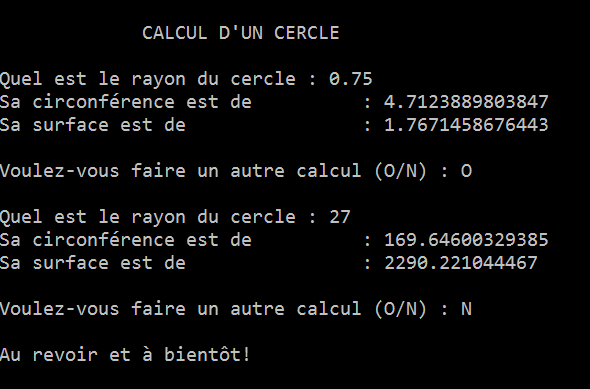 CALCUL D'UN CERCLE
Quel est le rayon du cercle : 0.75
Sa circonférence est de : 4.7123889803847
Sa surface est de : 1.7671458676443
Voulez-vous faire un autre calcul (O/N) : O
Quel est le rayon du cercle : 27
Sa circonférence est de : 169.64600329385
Sa surface est de : 2290.221044467
Voulez-vous faire un autre calcul (O/N) : N
Au revoir et à bientôt!